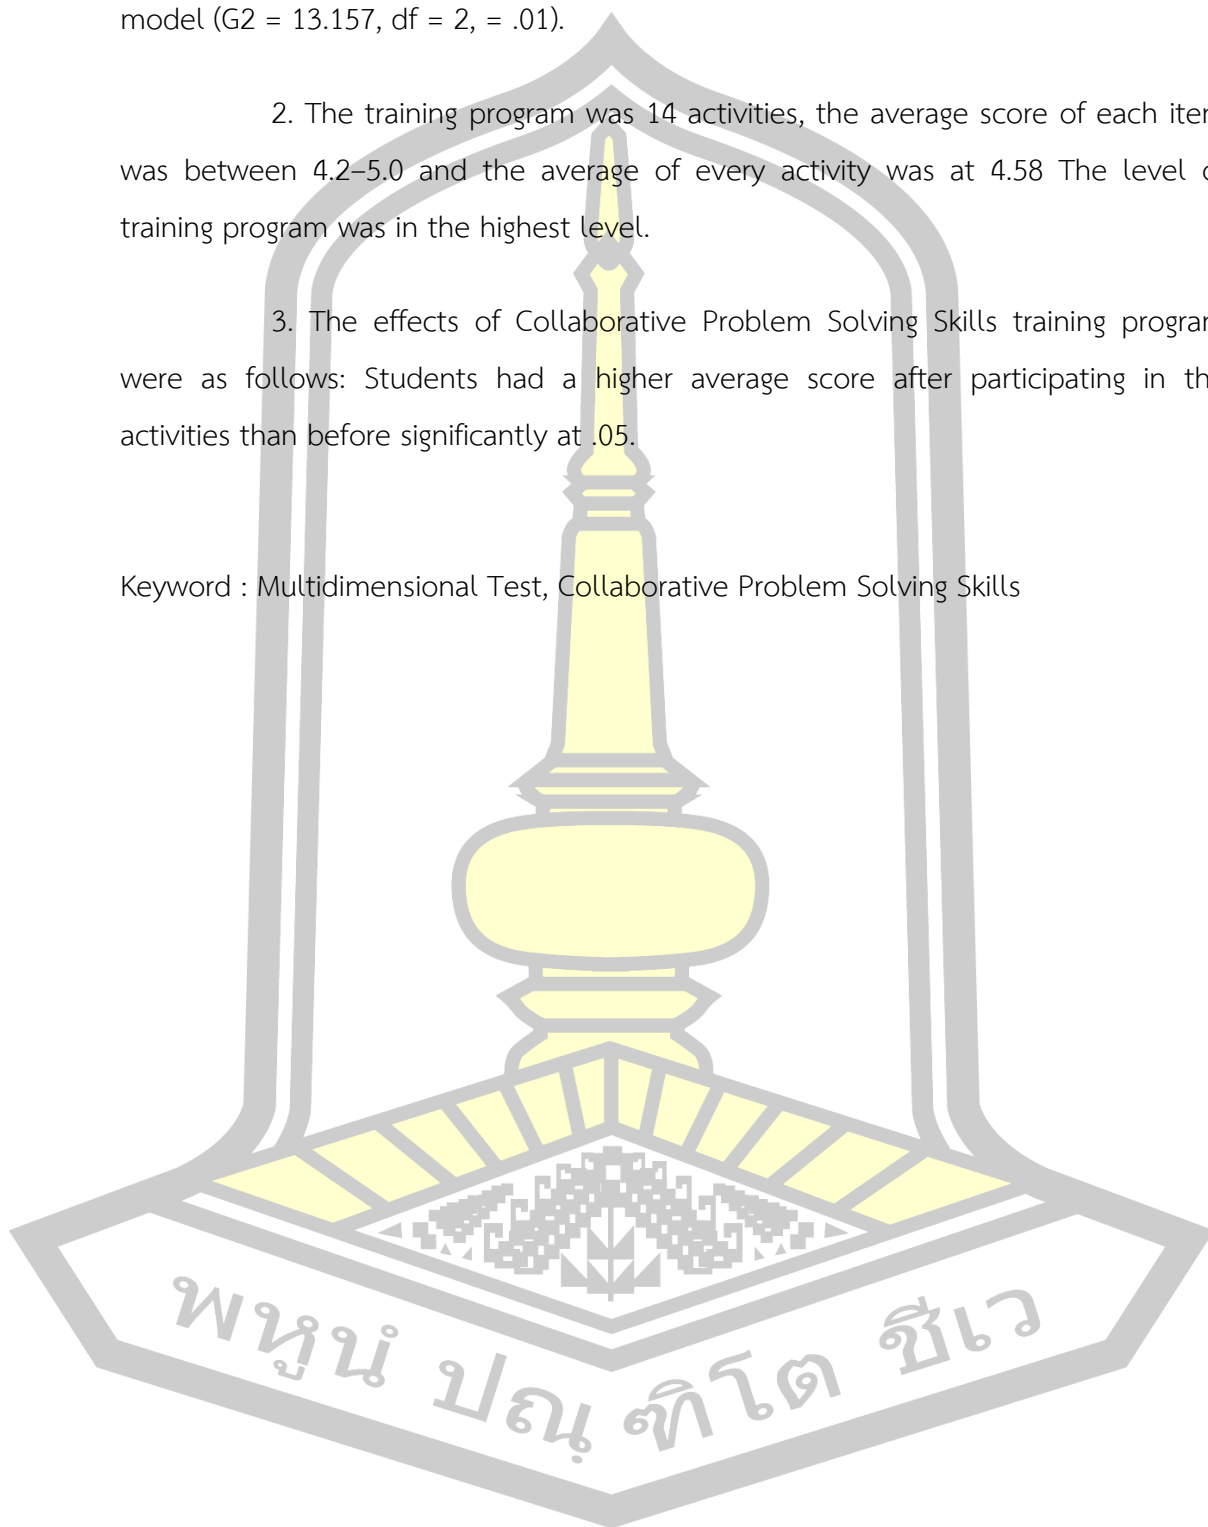 model (G2 = 13.157, df = 2, = .01).
2. The training program was 14 activities, the average score of each iter
was between 4.2–5.0 and the average of every activity was at 4.58 The level o
training program was in the highest level.
3. The effects of Collaborative Problem Solving Skills training progran
were as follows: Students had a higher average score after participating in th
activities than before significantly at .05.
Keyword : Multidimensional Test, Collaborative Problem Solving Skills
พหูนํ ปณฺฑิโต ชีเว